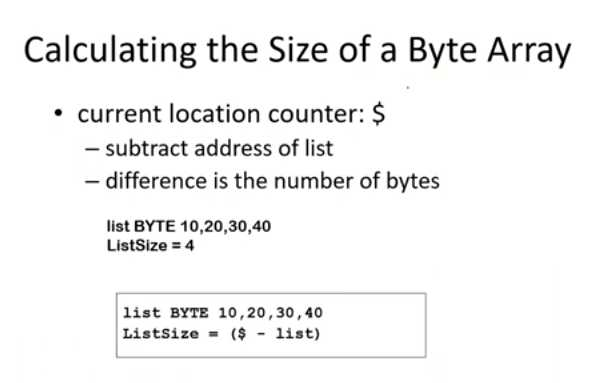 Calculating the Size of a Byte Array
• current location counter: $
– subtract address of list
– difference is the number of bytes
list BYTE 10,20,30,40
ListSize = 4
list BYTE 10,20,30,40
ListSize = ($ - list)